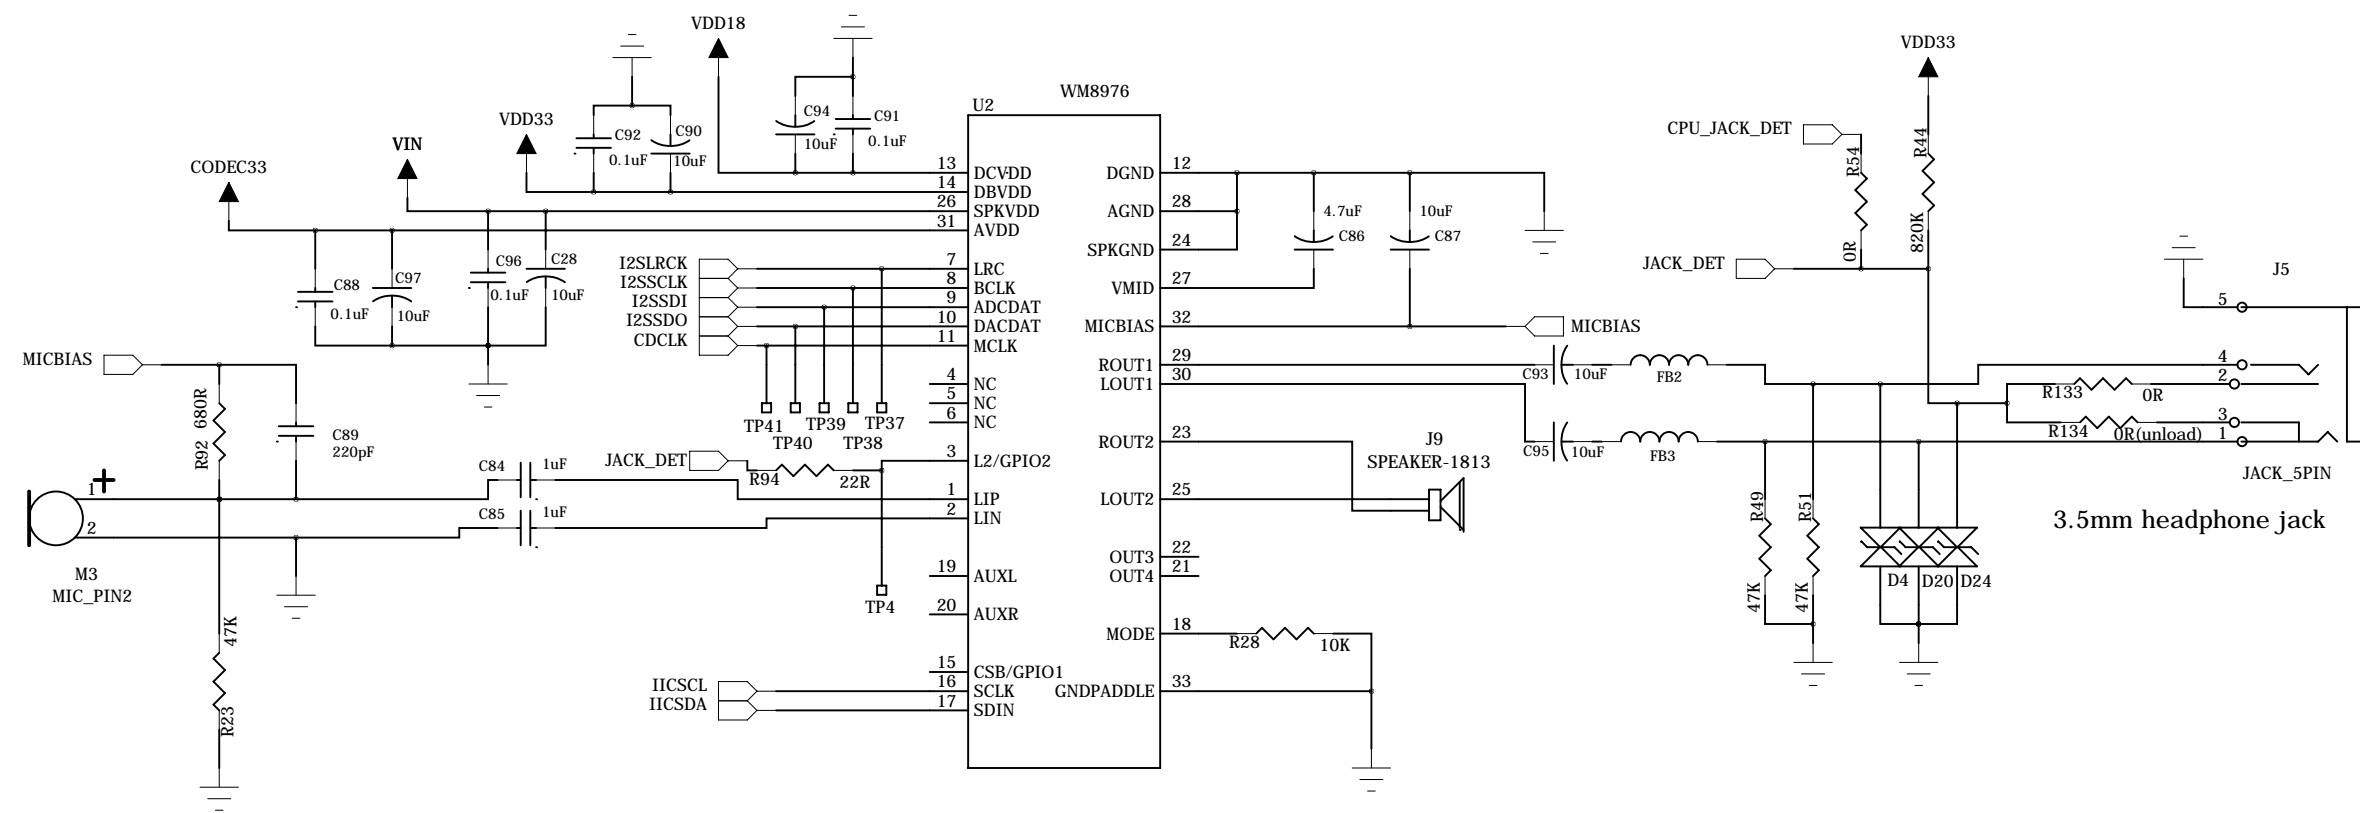 VDD18
VDD33
WM8976
U2
C94
10uF
C91
0.1uF
VDD33
C92
0.1uF
C90
10uF
VIN
CODEC33
CPU_JACK_DET
R54
0R
R44
820K
13
DCVDD
14
DBVDD
26
SPKVDD
31
AVDD
12
DGND
28
AGND
24
SPKGND
27
VMID
32
MICBIAS
4.7uF
C86
10uF
C87
MICBIAS
C88
0.1uF
C97
10uF
C96
0.1uF
C28
10uF
I2SLRCK
I2SSCLK
I2SSDI
I2SSDO
CDCLK
7
LRC
8
BCLK
9
ADCDAT
10
DACDAT
11
MCLK
4
NC
5
NC
6
NC
TP41
TP40
TP39
TP38
TP37
JACK_DET
J5
5
4
2
3
1
R133
0R
R134
0R(unload)
JACK_5PIN
3.5mm headphone jack
29
ROUT1
30
LOUT1
C93
10uF
FB2
C95
10uF
FB3
23
ROUT2
25
LOUT2
J9
SPEAKER-1813
MICBIAS
R92
680R
C89
220pF
JACK_DET
R94
22R
3
L2/GPIO2
C84
1uF
C85
1uF
1
LIP
2
LIN
1
+
2
M3
MIC_PIN2
TP4
19
AUXL
20
AUXR
22
OUT3
21
OUT4
R49
47K
R51
47K
D4
D20
D24
47K
R23
18
MODE
R28
10K
IICSCL
IICSDA
15
CSB/GPIO1
16
SCLK
17
SDIN
33
GNDPADDLE